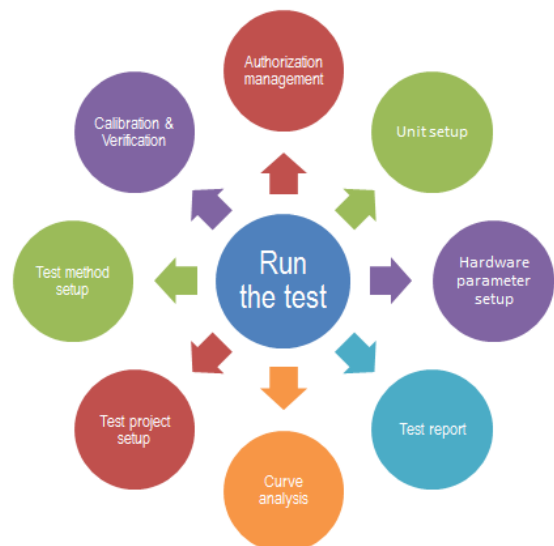 Authorization
management
Unit setup
Hardware
parameter
setup
Test report
Curve
analysis
Test project
setup
Test method
setup
Calibration &
Verification
Run
the test